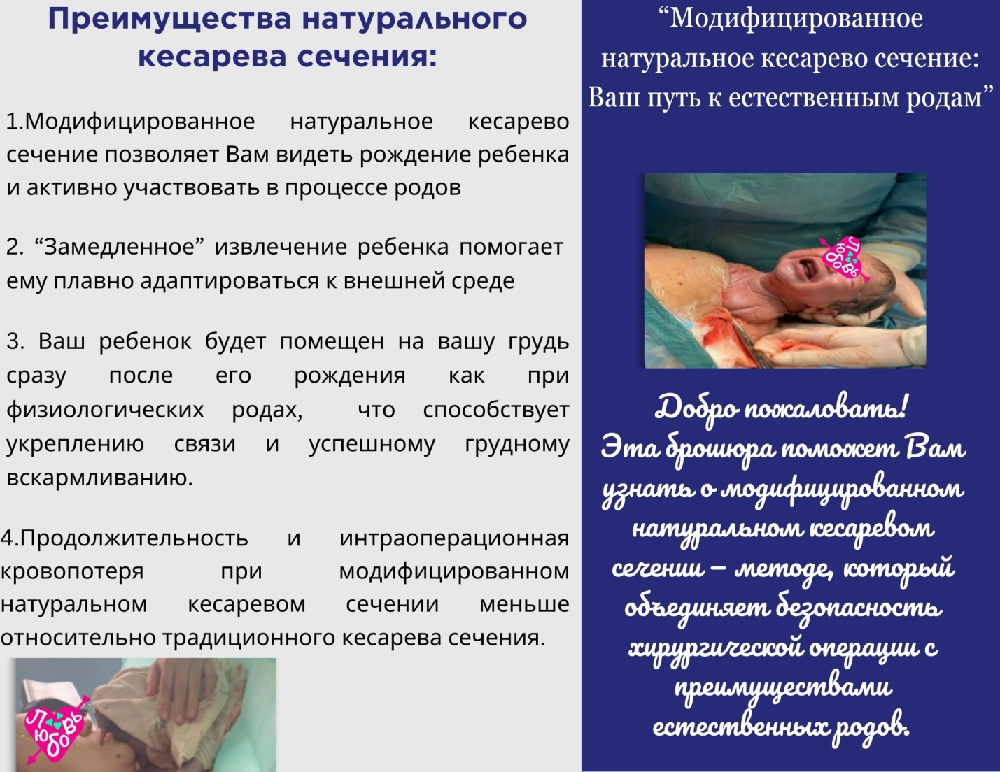 Преимущества натурального
кесарева сечения:
1.Модифицированное натуральное кесарево
сечение позволяет Вам видеть рождение ребенка
и активно участвовать в процессе родов
2. “Замедленное” извлечение ребенка помогает
ему плавно адаптироваться к внешней среде
3. Ваш ребенок будет помещен на вашу грудь
сразу после его рождения как при
физиологических родах, что способствует
укреплению связи и успешному грудному
вскармливанию.
4.Продолжительность и интраоперационная
кровопотеря при модифицированном
натуральном кесаревом сечении меньше
относительно традиционного кесарева сечения.
Любовь
“Модифицированное
натуральное кесарево сечение:
Ваш путь к естественным родам”
Любовь
Добро пожаловать!
Эта брошюра поможет Вам
узнать о модифицированном
натуральном кесаревом
сечении – методе, который
объединяет безопасность
хирургической операции с
преимуществами
естественных родов.